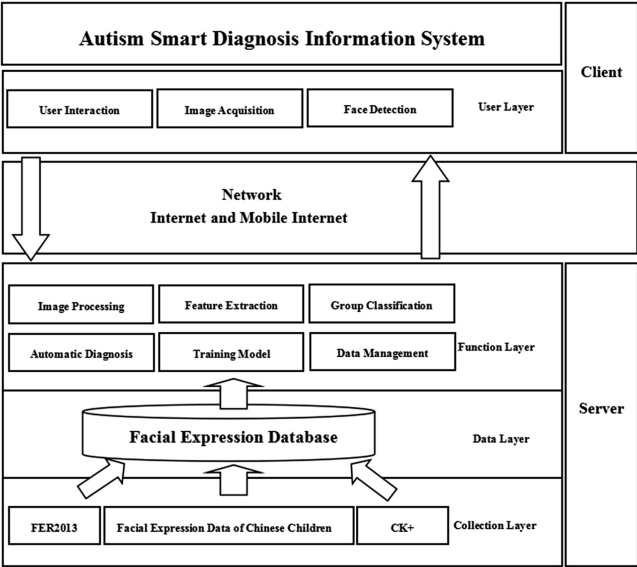 Autism Smart Diagnosis Information System
Client
User Interaction
Image Acquisition
Face Detection
User Layer
Network
Internet and Mobile Internet
Image Processing
Feature Extraction
Group Classification
Automatic Diagnosis
Training Model
Data Management
Function Layer
Server
Facial Expression Database
Data Layer
FER2013
Facial Expression Data of Chinese Children
CK+
Collection Layer